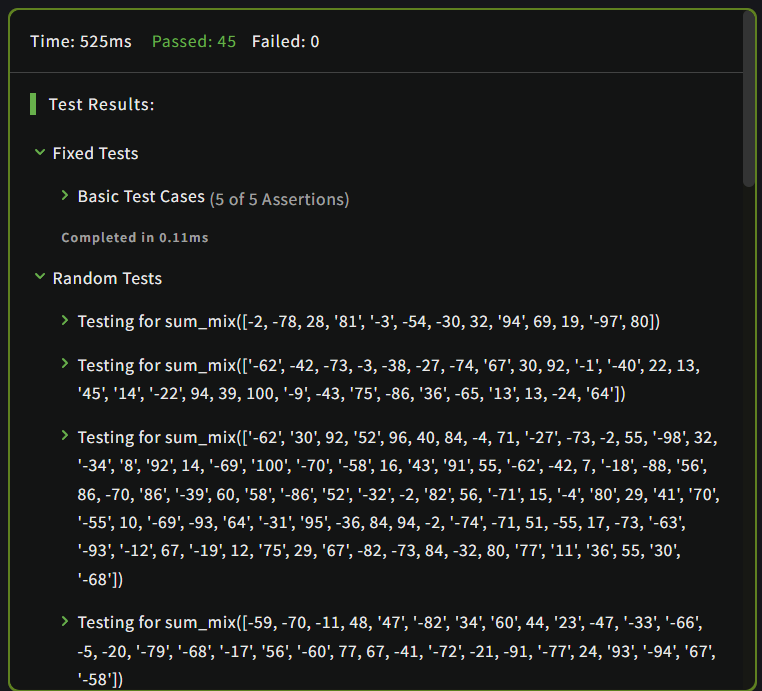 Time: 525ms Passed: 45 Failed: 0
Test Results:
Fixed Tests
Basic Test Cases (5 of 5 Assertions)
Completed in 0.11ms
Random Tests
Testing for sum_mix([-2, -78, 28, '81', '-3', -54, -30, 32, '94', 69, 19, '-97', 80])
Testing for sum_mix(['-62', -42, -73, -3, -38, -27, -74, '67', 30, 92, '-1', '-40', 22, 13,
'45', '14', '-22', 94, 39, 100, '-9', -43, '75', -86, '36', -65, '13', 13, -24, '64'])
Testing for sum_mix(['-62', '30', 92, '52', 96, 40, 84, -4, 71, '-27', -73, -2, 55, '-98', 32,
'-34', '8', '92', 14, '-69', '100', '-70', '-58', 16, '43', '91', 55, '-62', -42, 7, '-18', -88, '56',
86, -70, '86', '-39', 60, '58', '-86', '52', '-32', -2, '82', 56, '-71', 15, '-4', '80', 29, '41', '70',
'-55', 10, '-69', -93, '64', '-31', '95', -36, 84, 94, -2, '-74', -71, 51, -55, 17, -73, '-63',
'-93', '-12', 67, '-19', 12, '75', 29, '67', -82, -73, 84, -32, 80, '77', '11', '36', 55, '30',
'-68'])
Testing for sum_mix([-59, -70, -11, 48, '47', '-82', '34', '60', 44, '23', -47, '-33', '-66',
-5, -20, '-79', '-68', '-17', '56', '-60', 77, 67, -41, '-72', -21, -91, '-77', 24, '93', '-94', '67',
'-58'])